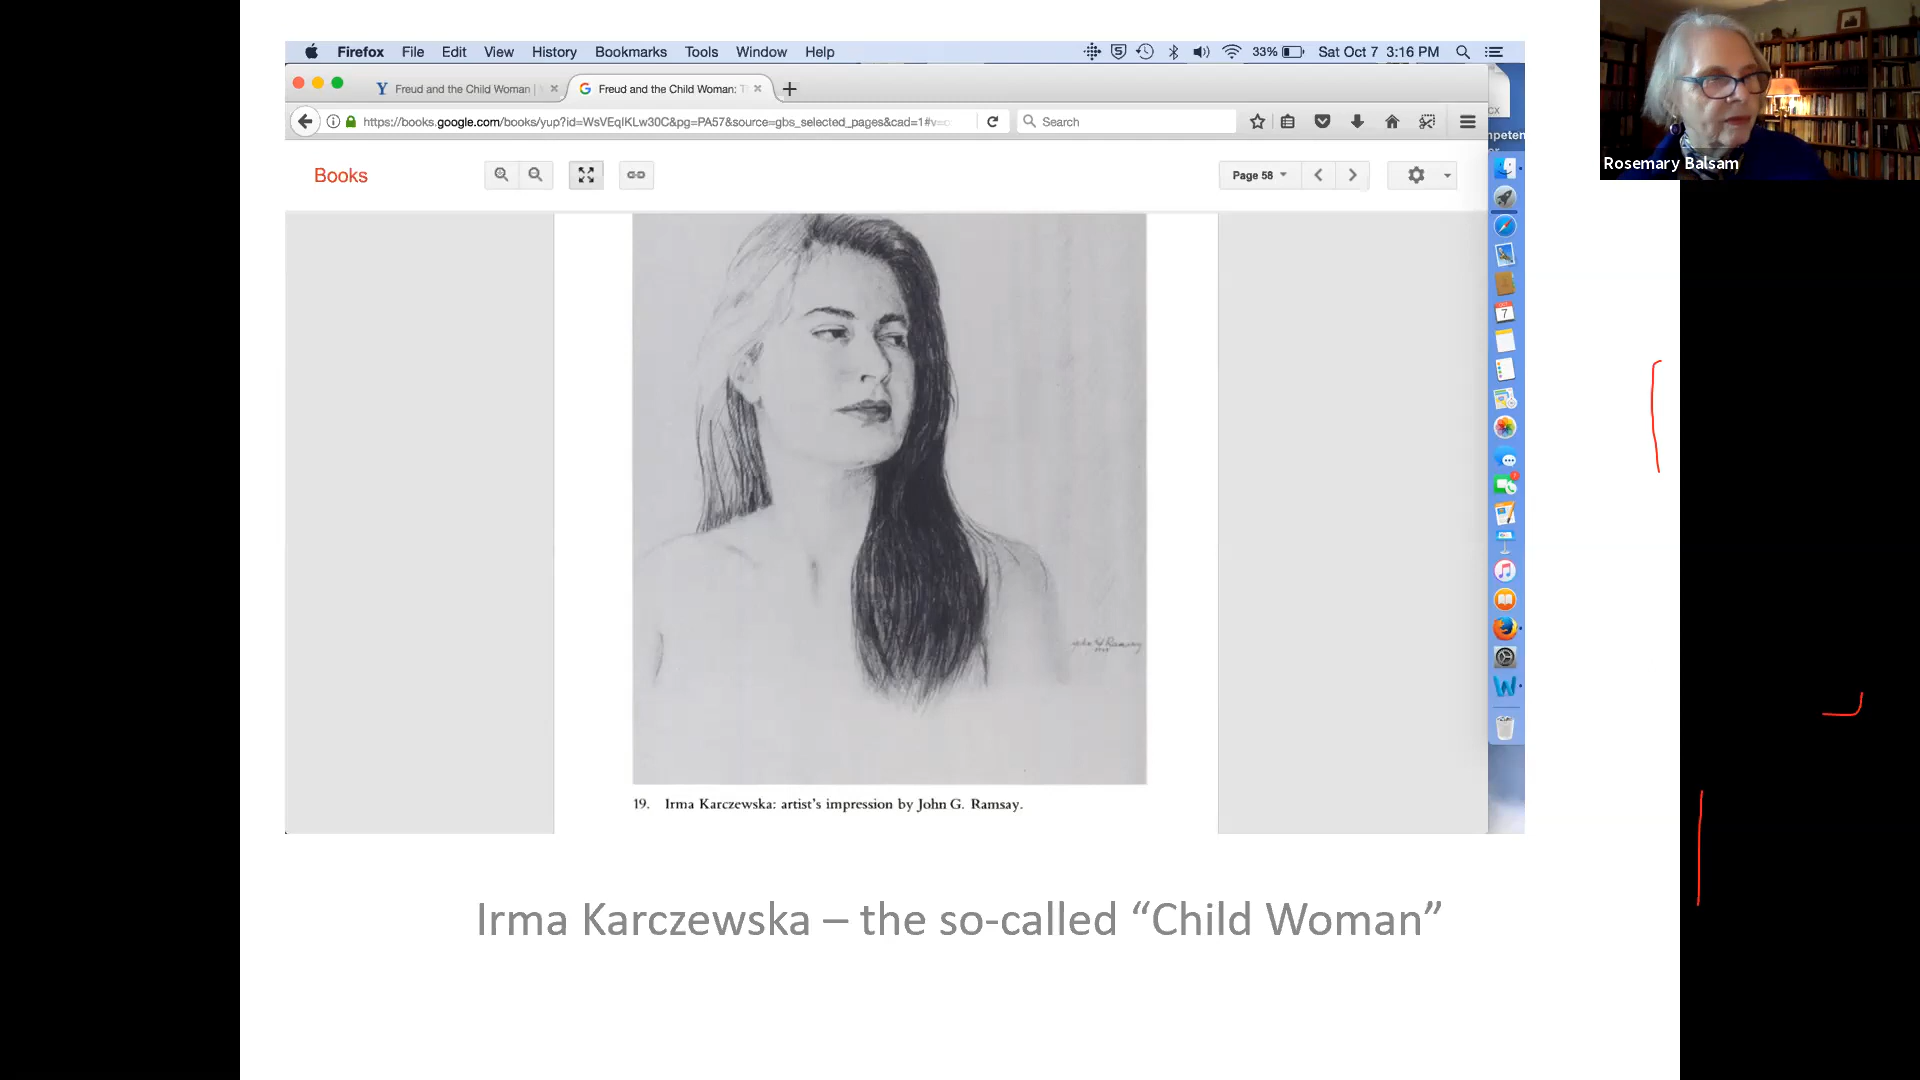 Firefox File Edit View History Bookmarks Tools Window Help
33% Sat Oct 7 3:16 PM
Freud and the Child Woman |
Freud and the Child Woman: T
https://books.google.com/books/yup?id=WsVEqIKLw30C&pg=PA57&source=gbs_selected_pages&cad=1#v=o
Search
Books
Page 58
19. Irma Karczewska: artist's impression by John G. Ramsay.
Irma Karczewska – the so-called “Child Woman”
Rosemary Balsam